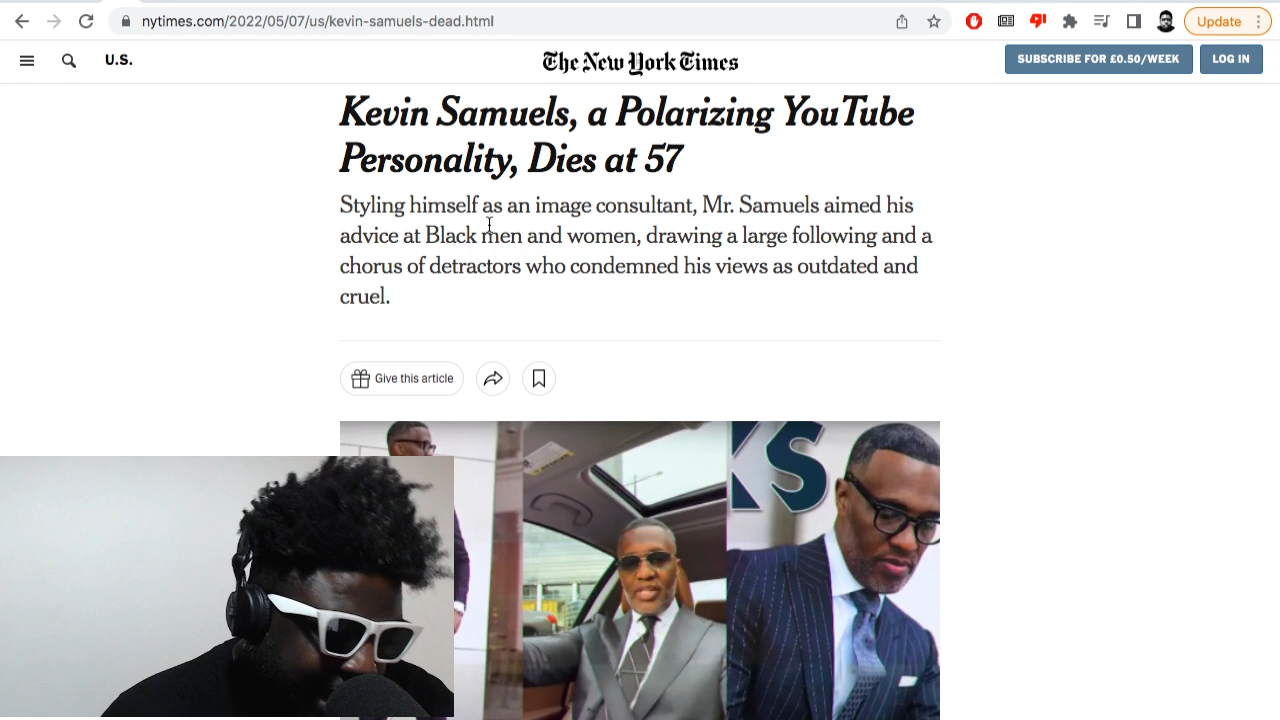 nytimes.com/2022/05/07/us/kevin-samuels-dead.html
Update
U.S.
The New York Times
SUBSCRIBE FOR £0.50/WEEK
LOG IN
Kevin Samuels, a Polarizing YouTube
Personality, Dies at 57
Styling himself as an image consultant, Mr. Samuels aimed his
advice at Black men and women, drawing a large following and a
chorus of detractors who condemned his views as outdated and
cruel.
Give this article
KS